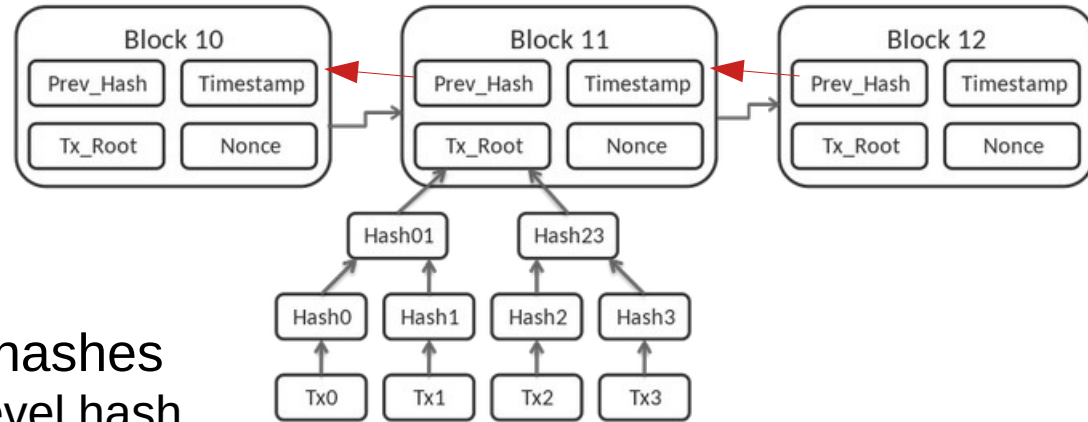 Block 10 Block 11 Block 12
Prev_Hash Timestamp Prev_Hash Timestamp Prev_Hash Timestamp
Tx_Root Nonce Tx_Root Nonce Tx_Root Nonce
Hash01 Hash23
Hash0 Hash1 Hash2 Hash3
hashes
Tx0 Tx1 Tx2 Tx3
hash